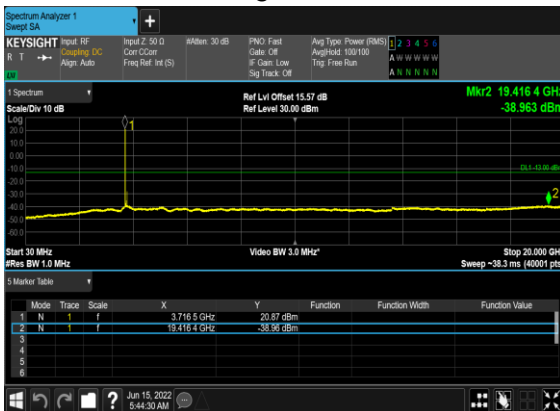 Spectrum Analyzer 1
Swept SA
KEYSIGHT Input: RF Input Z: 50 Ω #Atten: 30 dB PNO: Fast Avg Type: Power (RMS) 1 2 3 4 5 6
R T Coupling: DC Corr CCorr Gate: Off Avg|Hold: 100/100 A W W W W W
Align: Auto Freq Ref: Int (S) IF Gain: Low Trig: Free Run
Sig Track: Off A N N N N N
1 Spectrum Ref Lvl Offset 15.57 dB Mkr2 19.416 4 GHz
Scale/Div 10 dB Ref Level 30.00 dBm -38.963 dBm
Log
20.0
10.0
0.00
-10.0
-20.0
-30.0
-40.0
-50.0
-60.0
1
DL1 -13.00 dBm
2
Start 30 MHz Video BW 3.0 MHz* Stop 20.000 GHz
#Res BW 1.0 MHz Sweep ~38.3 ms (40001 pts)
5 Marker Table
Mode Trace Scale X Y Function Function Width Function Value
1 N 1 f 3.716 5 GHz 20.87 dBm
2 N 1 f 19.416 4 GHz -38.96 dBm
3
4
5
6
? Jun 15, 2022
5:44:30 AM